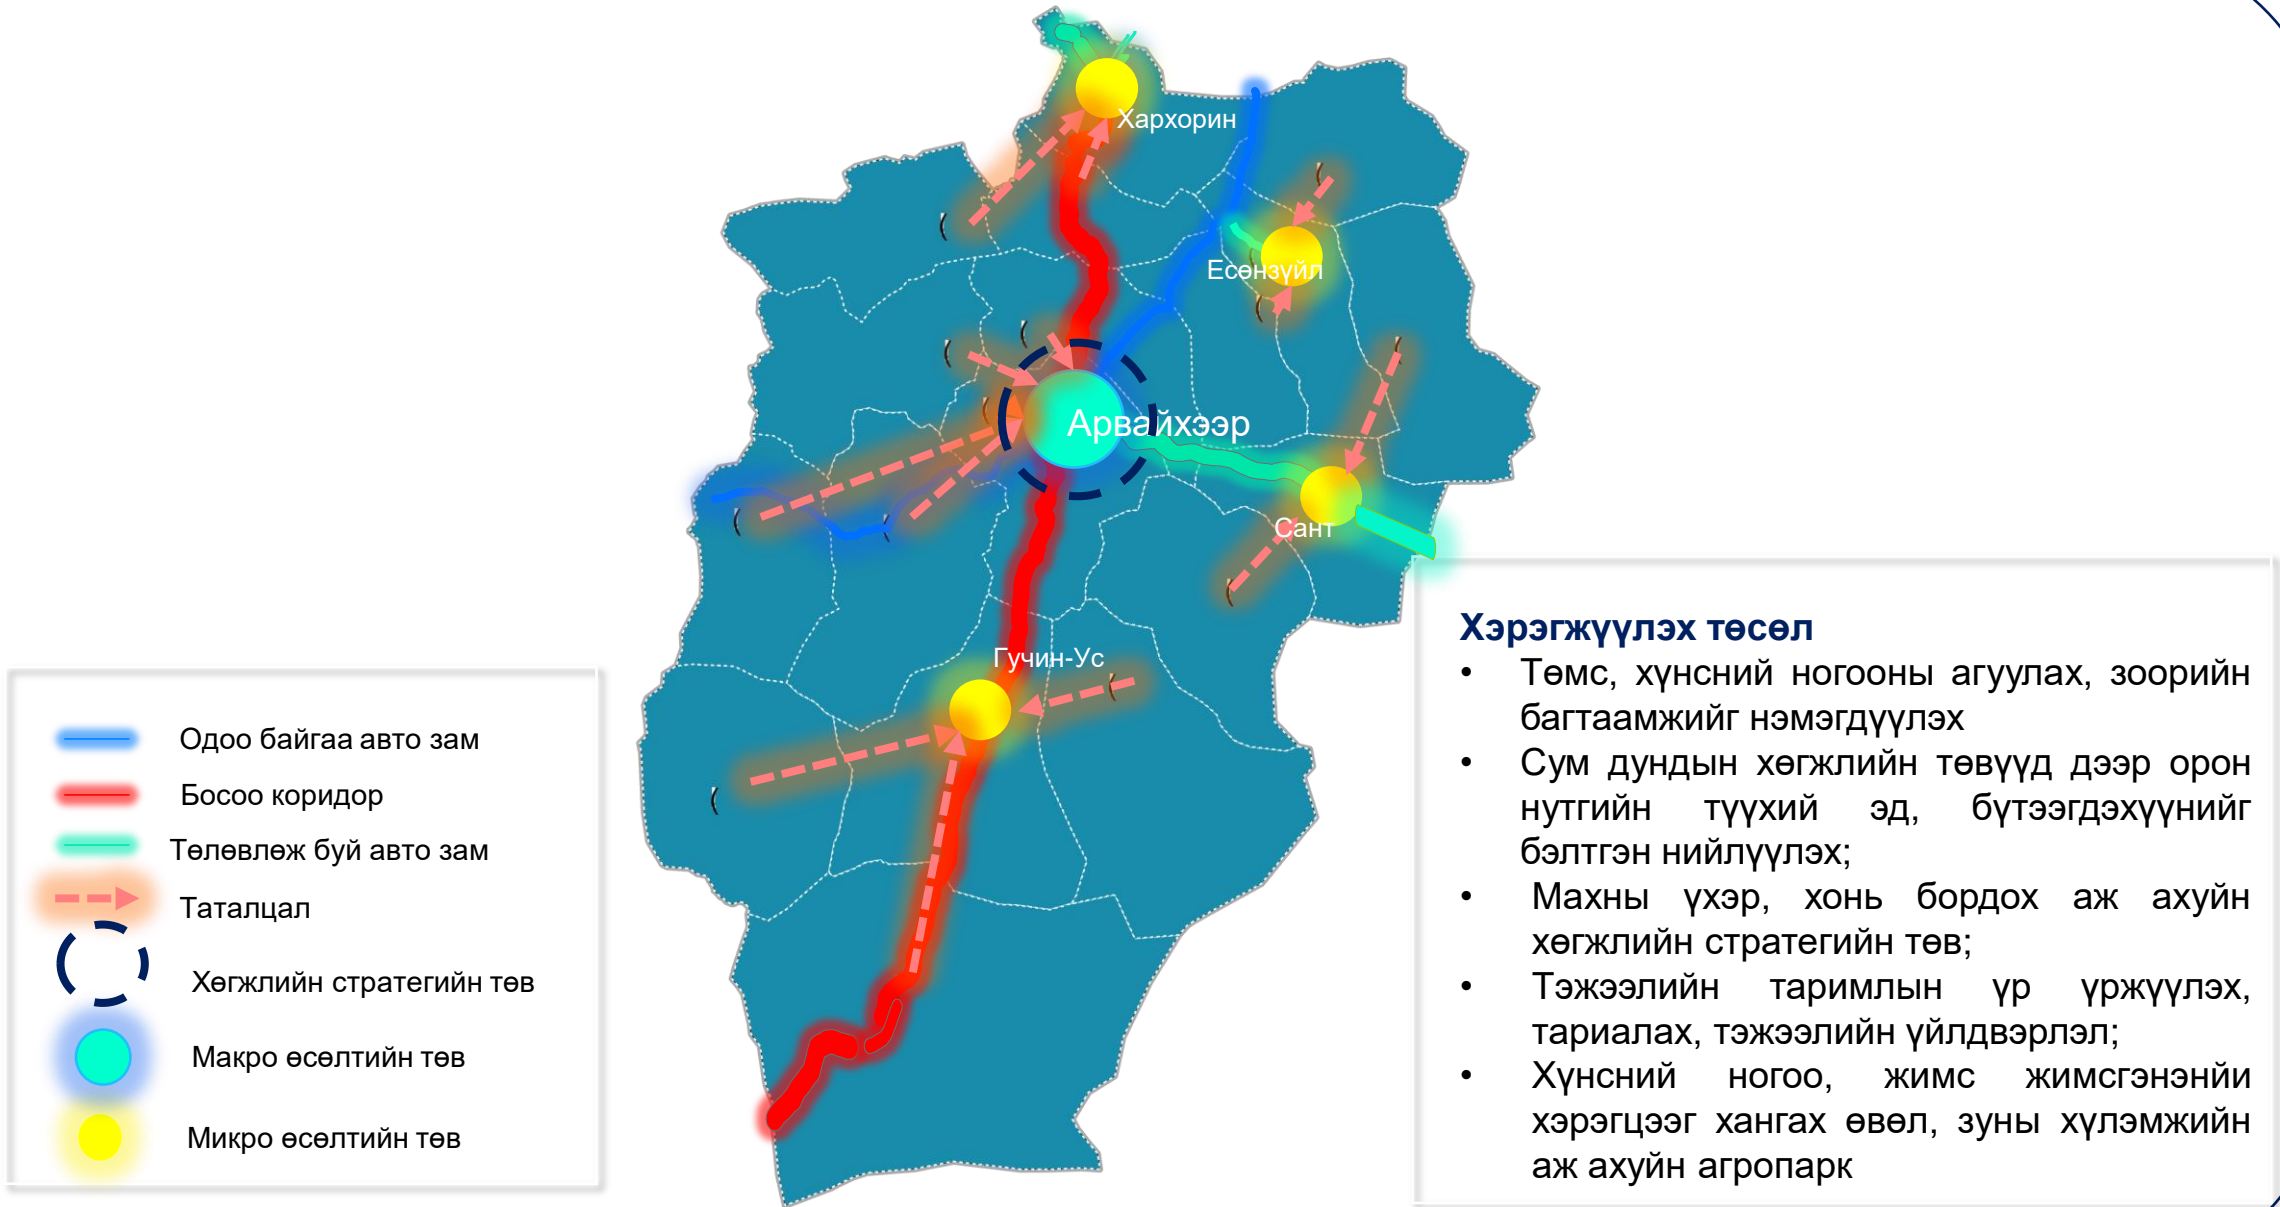 Хархорин
Есөнзүйл
Арвайхээр
Сант
Гучин-Ус
Одоо байгаа авто зам
Босоо коридор
Төлөвлөж буй авто зам
Таталцал
Хөгжлийн стратегийн төв
Макро өсөлтийн төв
Микро өсөлтийн төв
Хэрэгжүүлэх төсөл
• Төмс, хүнсний ногооны агуулах, зоорийн
багтаамжийг нэмэгдүүлэх
• Сум дундын хөгжлийн төвүүд дээр орон
нутгийн түүхий эд, бүтээгдэхүүнийг
бэлтгэн нийлүүлэх;
• Махны үхэр, хонь бордох аж ахуйн
хөгжлийн стратегийн төв;
• Тэжээлийн таримлын үр үржүүлэх,
тариалах, тэжээлийн үйлдвэрлэл;
• Хүнсний ногоо, жимс жимсгэнэнйи
хэрэгцээг хангах өвөл, зуны хүлэмжийн
аж ахуйн агропарк